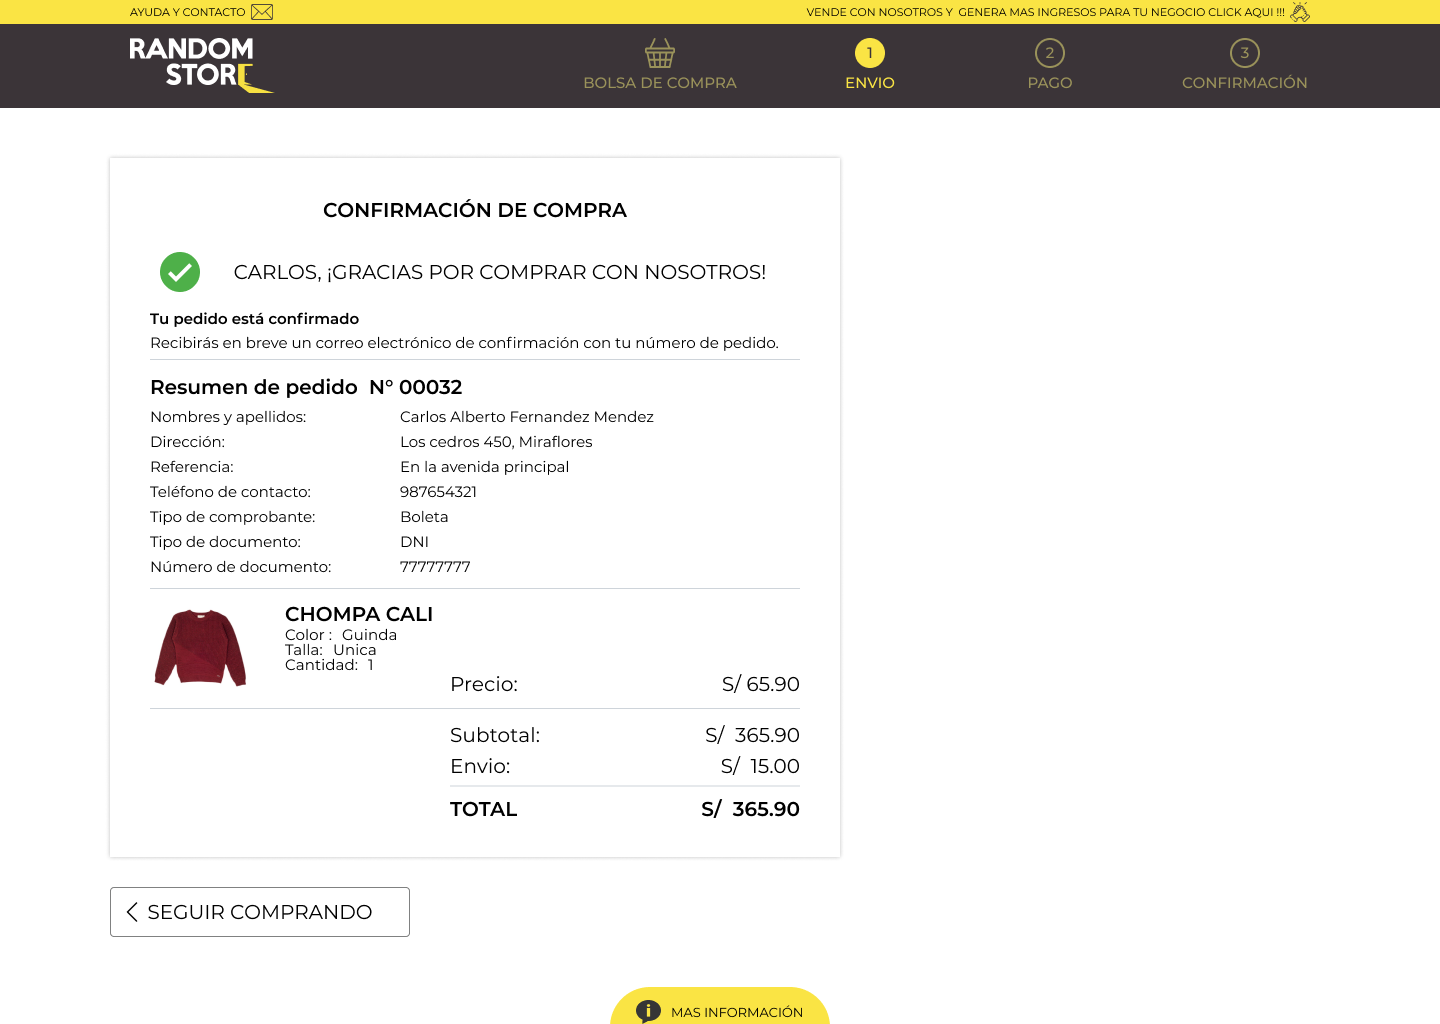 AYUDA Y CONTACTO
VENDE CON NOSOTROS Y GENERA MAS INGRESOS PARA TU NEGOCIO CLICK AQUI !!!
RANDOM
STORE
BOLSA DE COMPRA
1
ENVIO
2
PAGO
3
CONFIRMACIÓN
CONFIRMACIÓN DE COMPRA
CARLOS, ¡GRACIAS POR COMPRAR CON NOSOTROS!
Tu pedido está confirmado
Recibirás en breve un correo electrónico de confirmación con tu número de pedido.
Resumen de pedido N° 00032
Nombres y apellidos: Carlos Alberto Fernandez Mendez
Dirección: Los cedros 450, Miraflores
Referencia: En la avenida principal
Teléfono de contacto: 987654321
Tipo de comprobante: Boleta
Tipo de documento: DNI
Número de documento: 77777777
CHOMPA CALI
Color : Guinda
Talla: Unica
Cantidad: 1
Precio: S/ 65.90
Subtotal: S/ 365.90
Envio: S/ 15.00
TOTAL S/ 365.90
SEGUIR COMPRANDO
MAS INFORMACIÓN